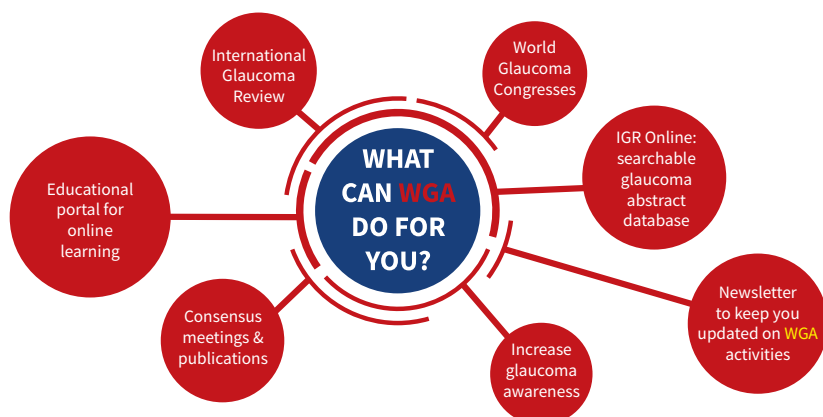 WHAT
CAN WGA
DO FOR
YOU?
International
Glaucoma
Review
World
Glaucoma
Congresses
IGR Online:
searchable
glaucoma
abstract
database
Newsletter
to keep you
updated on WGA
activities
Increase
glaucoma
awareness
Consensus
meetings &
publications
Educational
portal for
online
learning